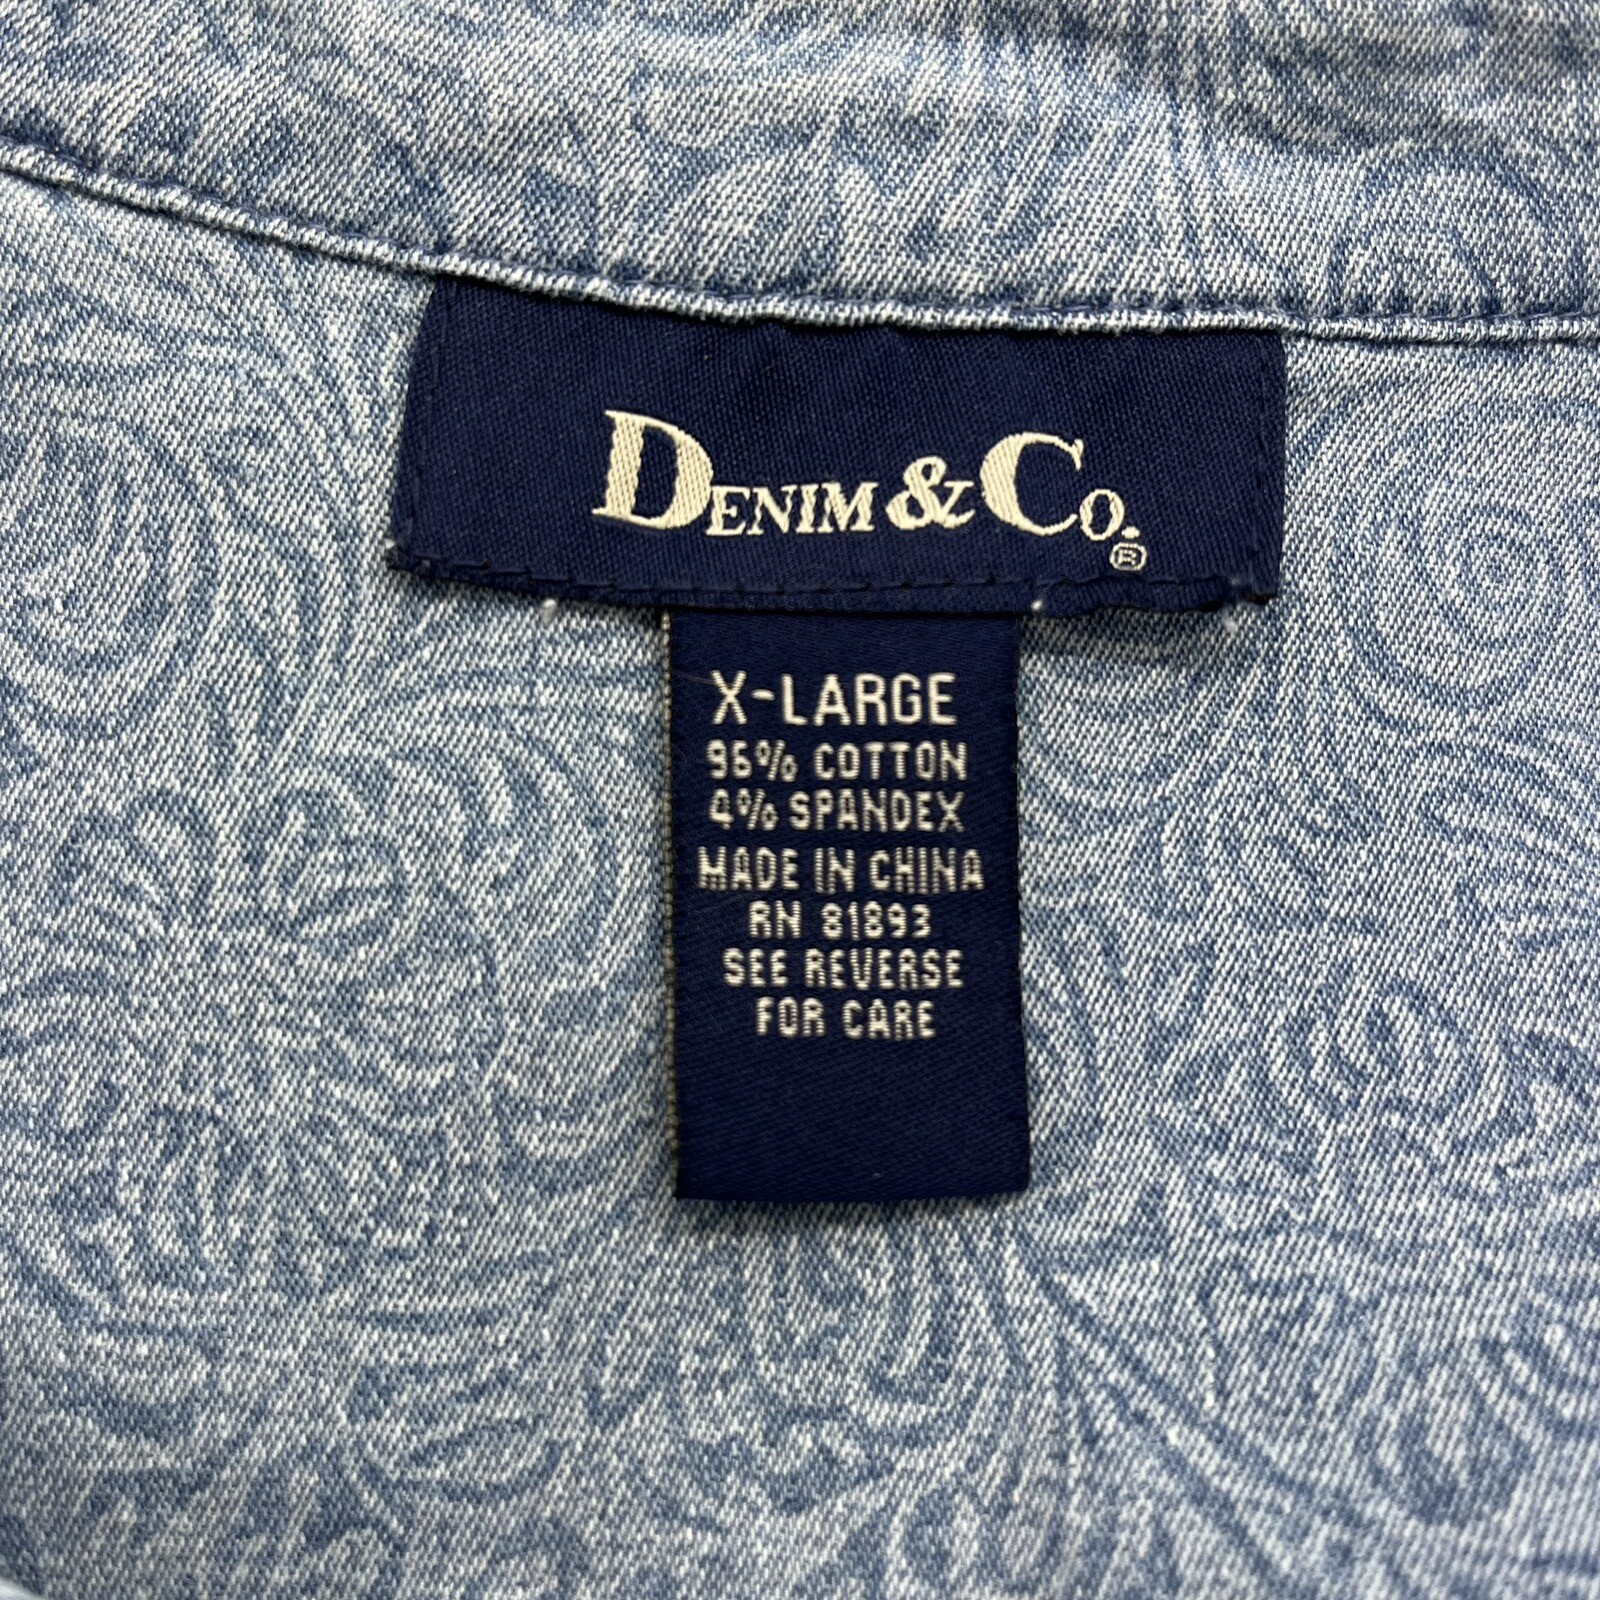 DENIM & CO.®
X-LARGE
96% COTTON
4% SPANDEX
MADE IN CHINA
RN 81893
SEE REVERSE
FOR CARE